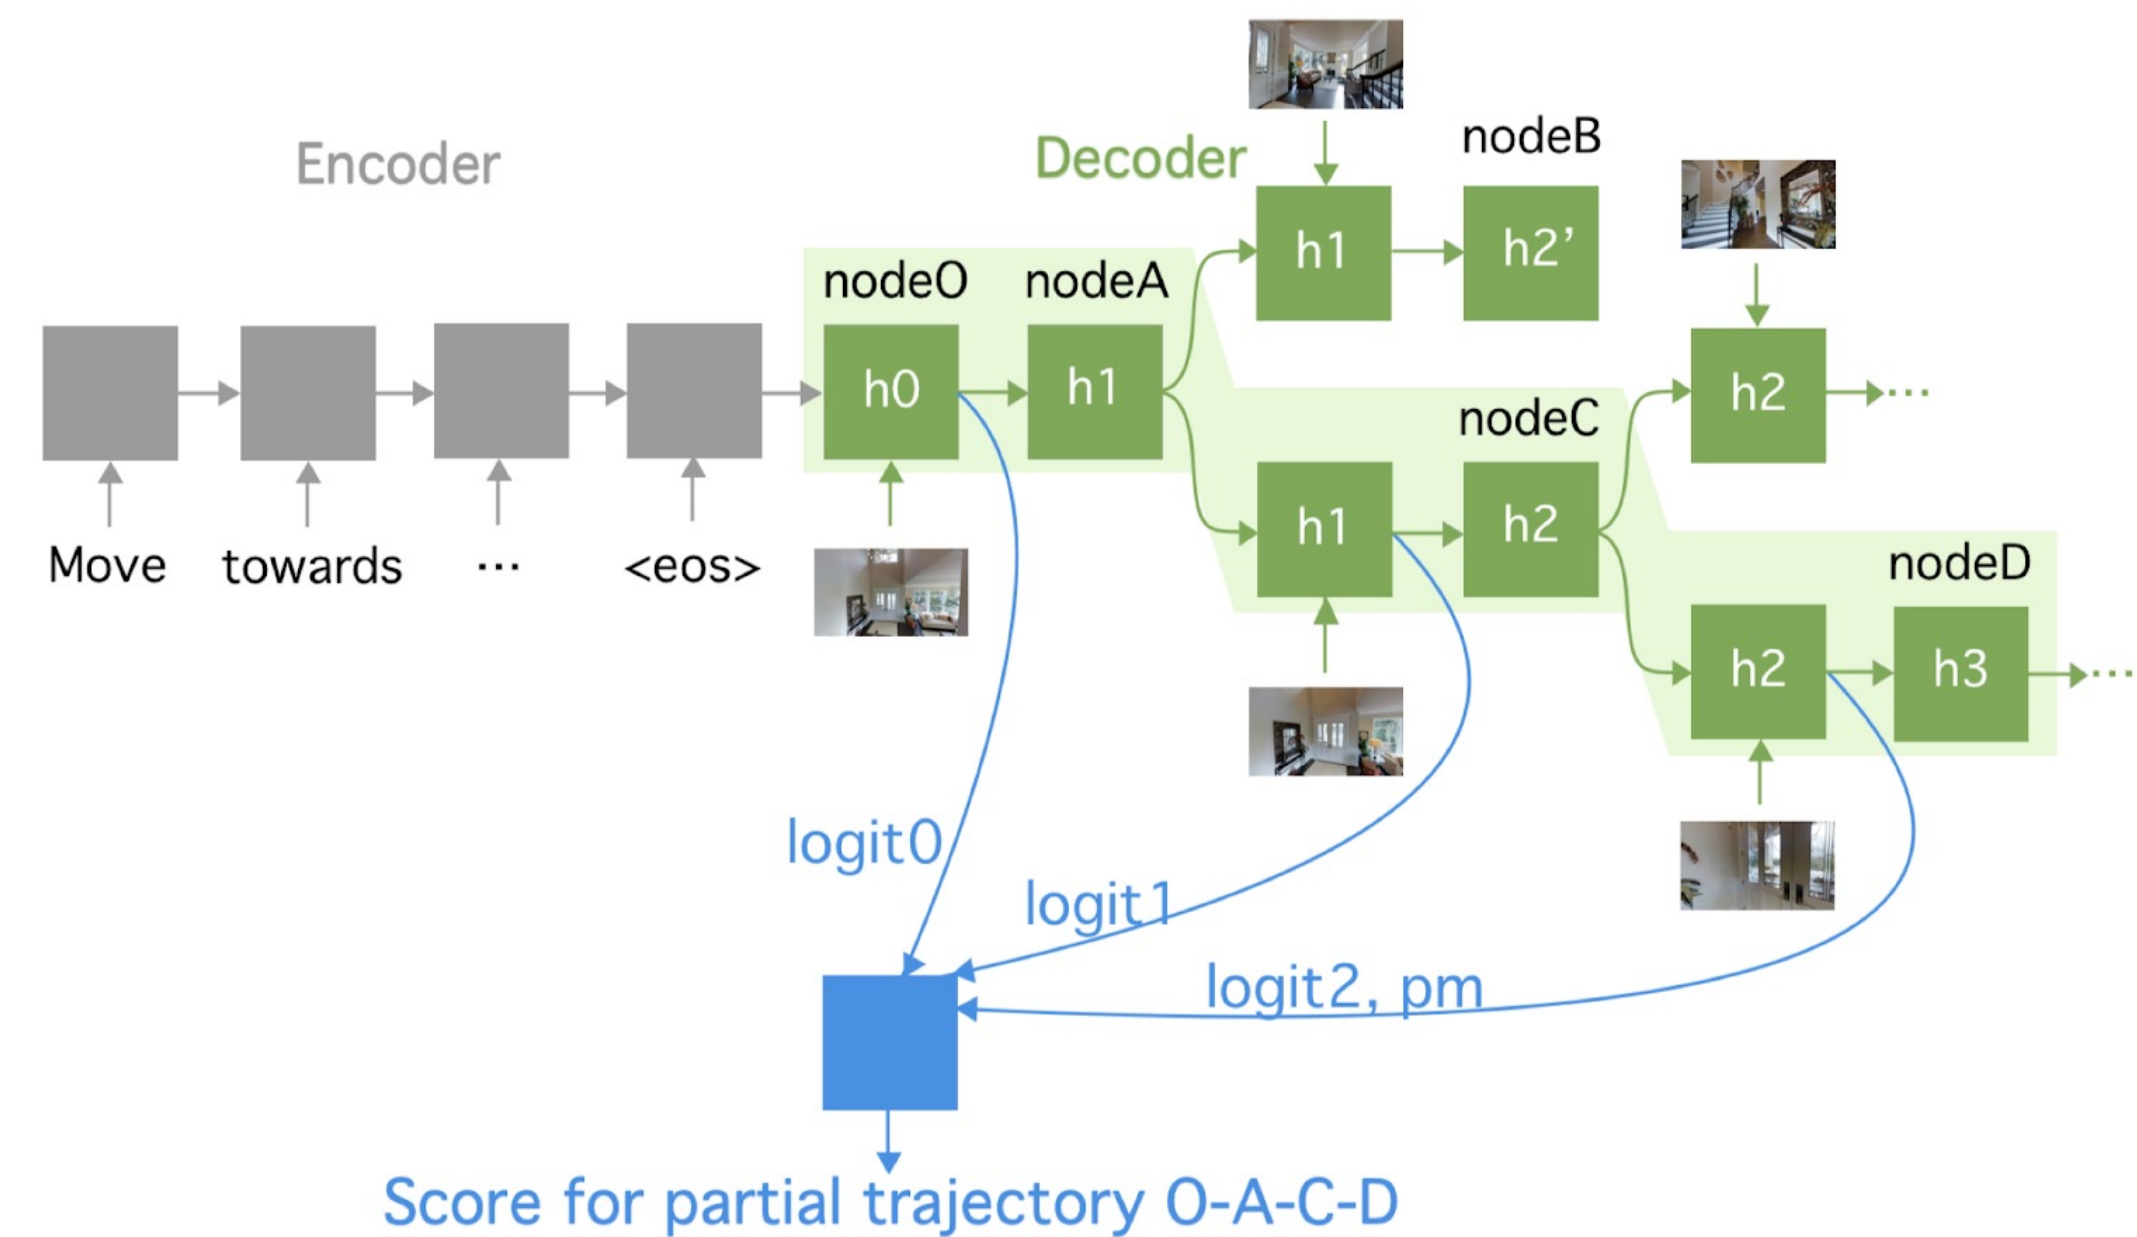 Encoder
Decoder
nodeB
nodeO
nodeA
h1
h2’
h0
h1
nodeC
h2
...
h1
h2
Move
towards
...
<eos>
nodeD
h2
h3
...
logit0
logit1
logit2, pm
Score for partial trajectory O-A-C-D